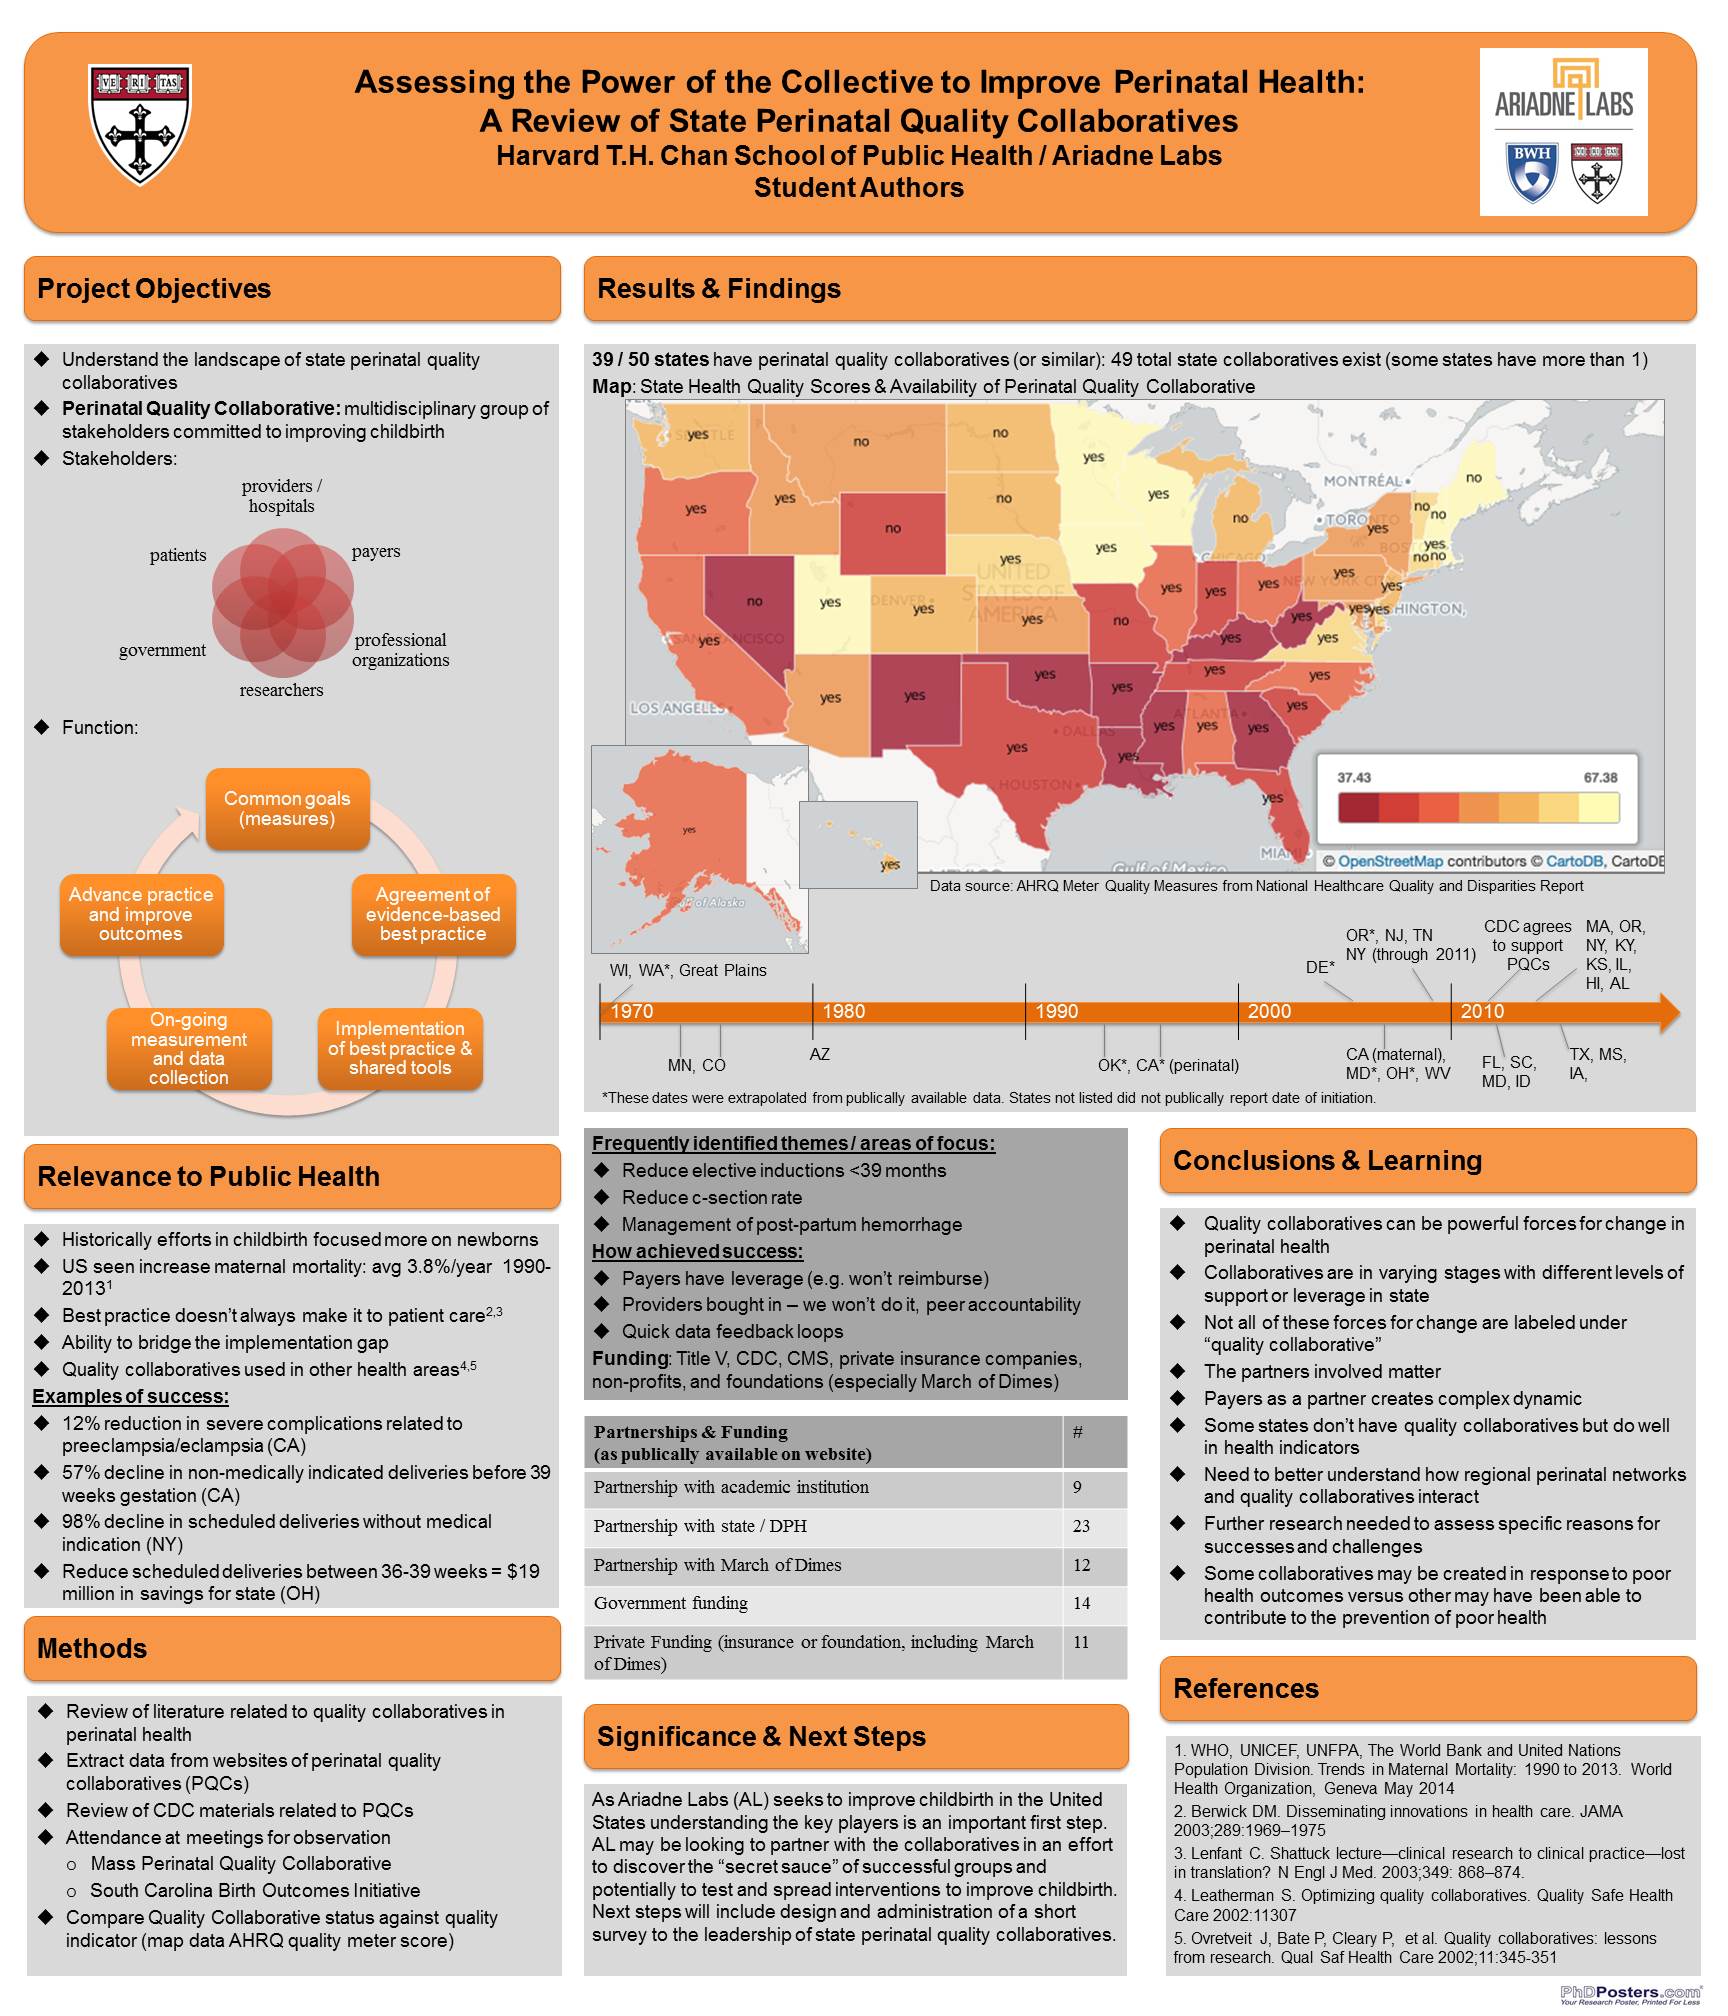 Assessing the Power of the Collective to Improve Perinatal Health:
A Review of State Perinatal Quality Collaboratives
Harvard T.H. Chan School of Public Health / Ariadne Labs
Student Authors
VE RI TAS
ARIADNE LABS
BWH
Project Objectives
Understand the landscape of state perinatal quality
collaboratives
Perinatal Quality Collaborative: multidisciplinary group of
stakeholders committed to improving childbirth
Stakeholders:
providers /
hospitals
patients
payers
government
professional
organizations
researchers
Function:
Common goals
(measures)
Agreement of
evidence-based
best practice
Implementation
of best practice &
shared tools
On-going
measurement
and data
collection
Advance practice
and improve
outcomes
Relevance to Public Health
Historically efforts in childbirth focused more on newborns
US seen increase maternal mortality: avg 3.8%/year 1990-
2013¹
Best practice doesn't always make it to patient care²,³
Ability to bridge the implementation gap
Quality collaboratives used in other health areas⁴,⁵
Examples of success:
12% reduction in severe complications related to
preeclampsia/eclampsia (CA)
57% decline in non-medically indicated deliveries before 39
weeks gestation (CA)
98% decline in scheduled deliveries without medical
indication (NY)
Reduce scheduled deliveries between 36-39 weeks = $19
million in savings for state (OH)
Methods
Review of literature related to quality collaboratives in
perinatal health
Extract data from websites of perinatal quality
collaboratives (PQCs)
Review of CDC materials related to PQCs
Attendance at meetings for observation
o Mass Perinatal Quality Collaborative
o South Carolina Birth Outcomes Initiative
Compare Quality Collaborative status against quality
indicator (map data AHRQ quality meter score)
Results & Findings
39 / 50 states have perinatal quality collaboratives (or similar): 49 total state collaboratives exist (some states have more than 1)
Map: State Health Quality Scores & Availability of Perinatal Quality Collaborative
yes no no yes no
SEATTLE
MONTRÉAL
yes yes no yes no no no
TORONTO
yes
yes no yes yes
CHICAGO
BOSTON
yes
no no
UNITED
STATES OF
AMERICA
DENVER
NEW YORK CITY
no yes yes yes no yes yes yes yes yes
WASHINGTON,
yes yes
SAN FRANCISCO
yes yes yes yes
LOS ANGELES
yes yes yes yes yes yes yes
ATLANTA
DALLAS
yes yes yes yes yes
HOUSTON
yes
MIAMI
Gulf of Mexico
MEXICO
37.43 67.38
© OpenStreetMap contributors © CartoDB, CartoDB
yes
Gulf of Alaska
yes
Data source: AHRQ Meter Quality Measures from National Healthcare Quality and Disparities Report
WI, WA*, Great Plains
DE*
OR*, NJ, TN
NY (through 2011)
CDC agrees
to support
PQCs
MA, OR,
NY, KY,
KS, IL,
HI, AL
1970 1980 1990 2000 2010
MN, CO
AZ
OK*, CA* (perinatal)
CA (maternal),
MD*, OH*, WV
FL, SC,
MD, ID
TX, MS,
IA,
*These dates were extrapolated from publically available data. States not listed did not publically report date of initiation.
Frequently identified themes / areas of focus:
Reduce elective inductions <39 months
Reduce c-section rate
Management of post-partum hemorrhage
How achieved success:
Payers have leverage (e.g. won't reimburse)
Providers bought in – we won't do it, peer accountability
Quick data feedback loops
Funding: Title V, CDC, CMS, private insurance companies,
non-profits, and foundations (especially March of Dimes)
Partnerships & Funding
(as publically available on website) #
Partnership with academic institution 9
Partnership with state / DPH 23
Partnership with March of Dimes 12
Government funding 14
Private Funding (insurance or foundation, including March
of Dimes) 11
Significance & Next Steps
As Ariadne Labs (AL) seeks to improve childbirth in the United
States understanding the key players is an important first step.
AL may be looking to partner with the collaboratives in an effort
to discover the "secret sauce" of successful groups and
potentially to test and spread interventions to improve childbirth.
Next steps will include design and administration of a short
survey to the leadership of state perinatal quality collaboratives.
Conclusions & Learning
Quality collaboratives can be powerful forces for change in
perinatal health
Collaboratives are in varying stages with different levels of
support or leverage in state
Not all of these forces for change are labeled under
"quality collaborative"
The partners involved matter
Payers as a partner creates complex dynamic
Some states don't have quality collaboratives but do well
in health indicators
Need to better understand how regional perinatal networks
and quality collaboratives interact
Further research needed to assess specific reasons for
successes and challenges
Some collaboratives may be created in response to poor
health outcomes versus other may have been able to
contribute to the prevention of poor health
References
1. WHO, UNICEF, UNFPA, The World Bank and United Nations
Population Division. Trends in Maternal Mortality: 1990 to 2013. World
Health Organization, Geneva May 2014
2. Berwick DM. Disseminating innovations in health care. JAMA
2003;289:1969–1975
3. Lenfant C. Shattuck lecture—clinical research to clinical practice—lost
in translation? N Engl J Med. 2003;349: 868–874.
4. Leatherman S. Optimizing quality collaboratives. Quality Safe Health
Care 2002:11307
5. Ovretveit J, Bate P, Cleary P, et al. Quality collaboratives: lessons
from research. Qual Saf Health Care 2002;11:345-351
PhDPosters.com
Your Research Poster, Printed For Less